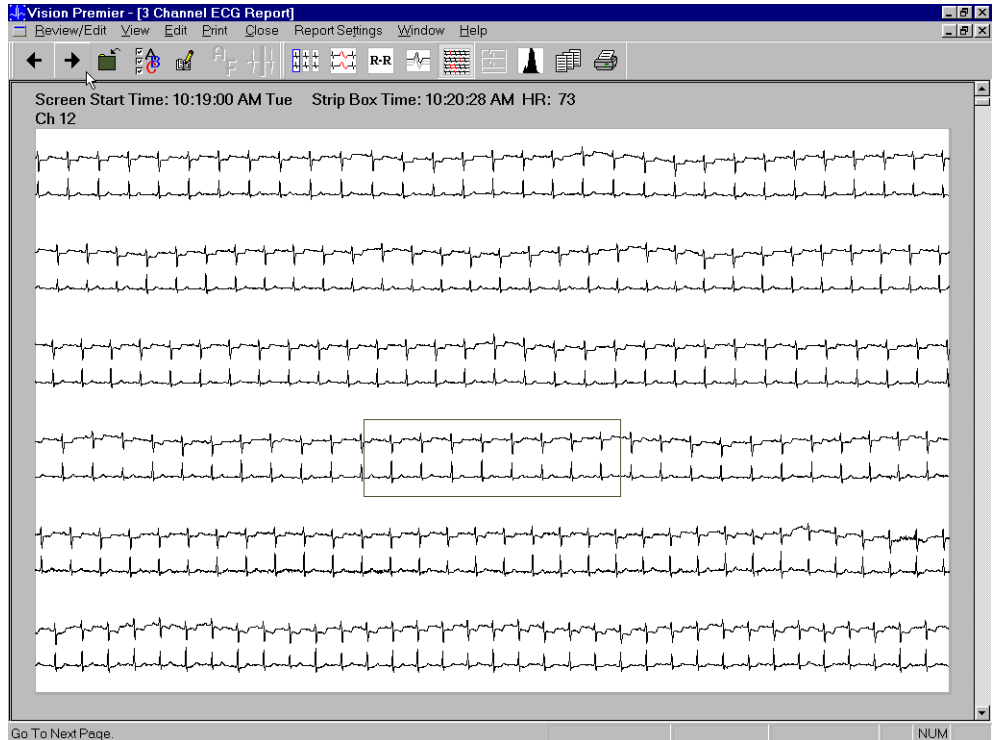 Vision Premier - [3 Channel ECG Report]
Review/Edit View Edit Print Close Report Settings Window Help
ABC AF R-R
Screen Start Time: 10:19:00 AM Tue Strip Box Time: 10:20:28 AM HR: 73
Ch 12
Go To Next Page. NUM